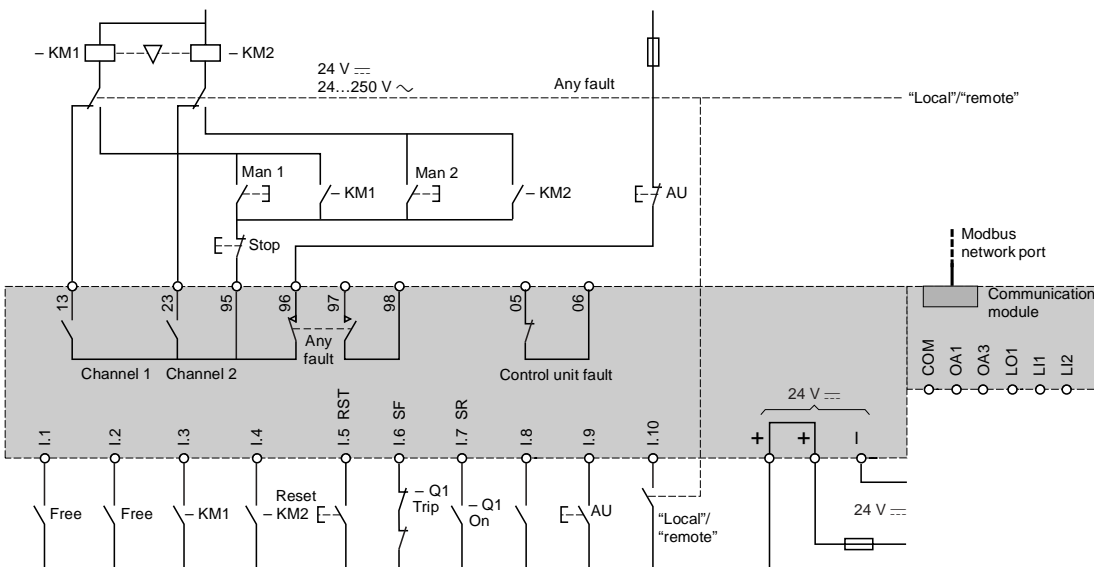 – KM1
– KM2
24 V
24...250 V
Any fault
“Local”/“remote”
Man 1
– KM1
Man 2
– KM2
AU
Stop
Modbus
network port
13
23
95
96
97
98
05
06
Communication
module
Any
fault
Channel 1
Channel 2
Control unit fault
COM
OA1
OA3
LO1
LI1
LI2
24 V
I.1
I.2
I.3
I.4
I.5 RST
I.6 SF
I.7 SR
I.8
I.9
I.10
+
+
–
Free
Free
– KM1
Reset
– KM2
– Q1
Trip
– Q1
On
AU
“Local”/
“remote”
24 V